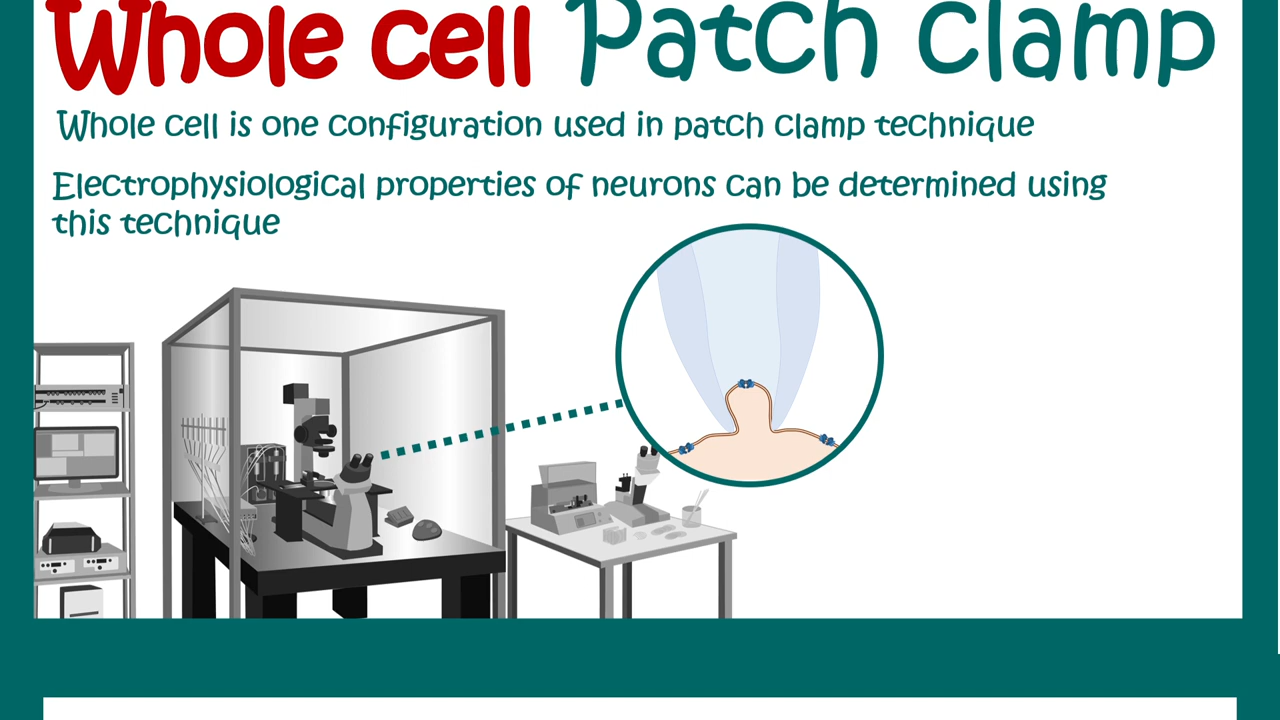 Whole cell Patch clamp
Whole cell is one configuration used in patch clamp technique
Electrophysiological properties of neurons can be determined using
this technique